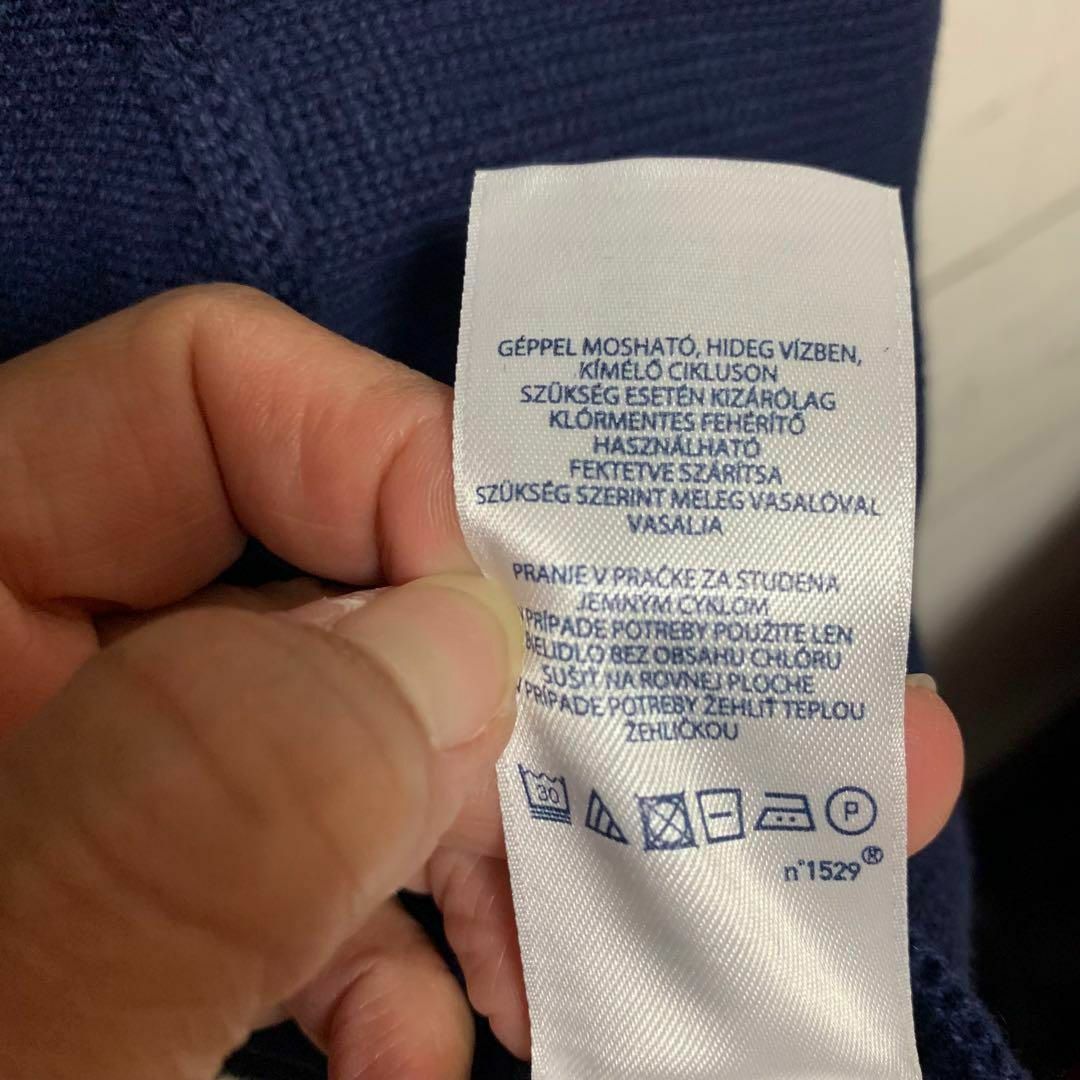 GÉPPEL MOSHATÓ, HIDEG VÍZBEN,
KÍMÉLŐ CIKLUSON
SZÜKSÉG ESETÉN KIZÁRÓLAG
KLÓRMENTES FEHÉRÍTŐ
HASZNÁLHATÓ
FEKTETVE SZÁRÍTSA
SZÜKSÉG SZERINT MELEG VASALÓVAL
VASALJA
PRANIE V PRAČKE ZA STUDENA
JEMNÝM CYKLOM
V PRÍPADE POTREBY POUŽITE LEN
BIELIDLO BEZ OBSAHU CHLÓRU
SUŠIŤ NA ROVNEJ PLOCHE
V PRÍPADE POTREBY ŽEHLIŤ TEPLOU
ŽEHLIČKOU
30
P
n°1529®